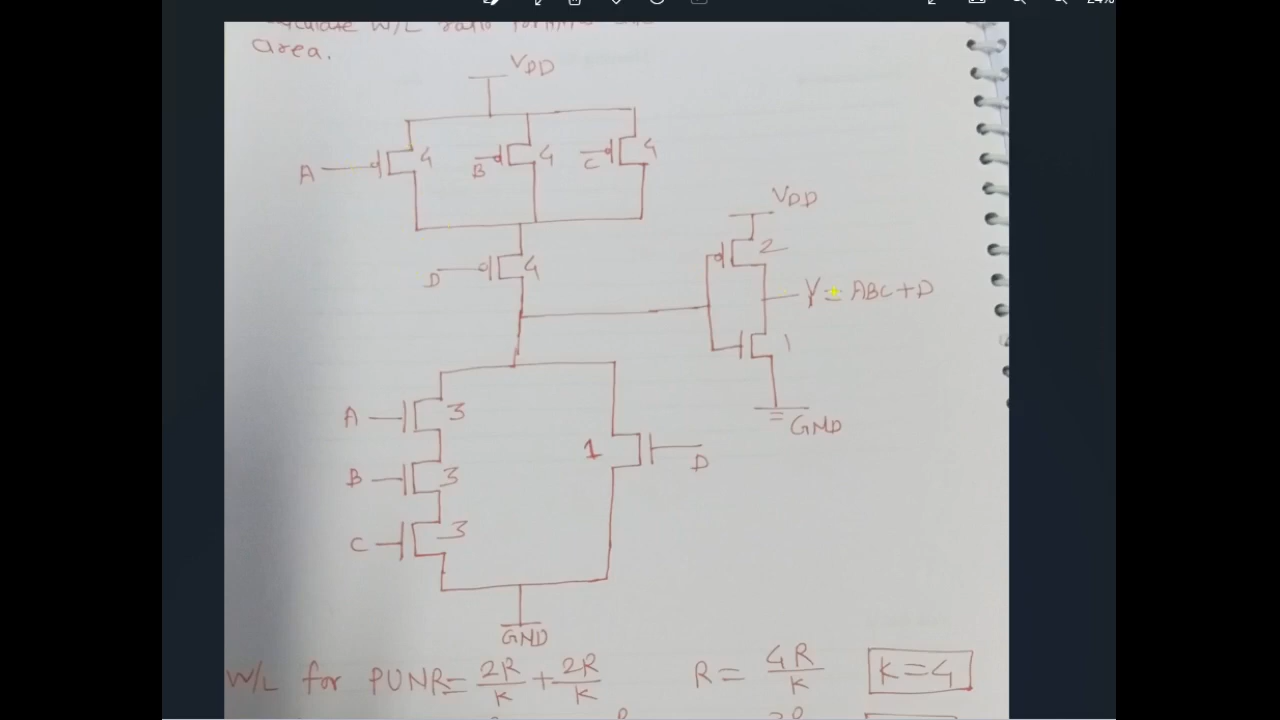 W/L ratio
area.
VDD
A 4 B 4 C 4
VDD
D 4
2
Y = ABC+D
1
GND
A 3
1 D
B 3
C 3
GND
W/L for PUNR= 2R/K + 2R/K R = 4R/K K=4